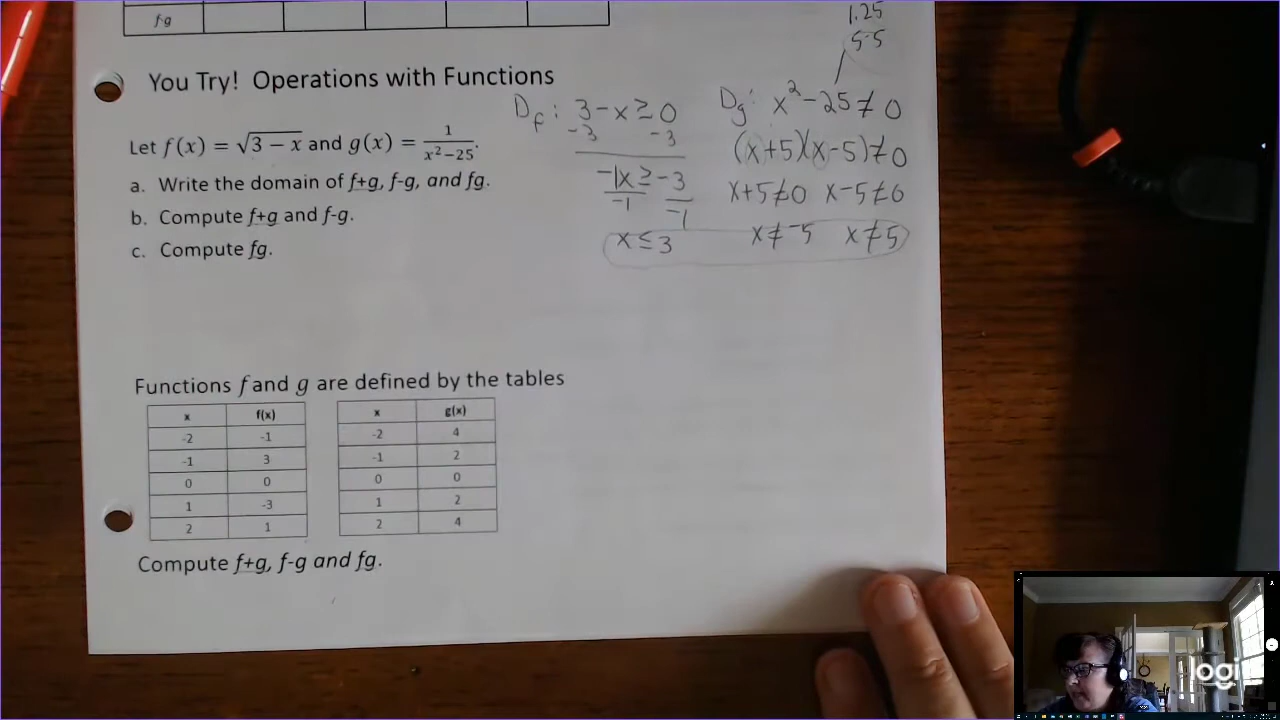 f·g
You Try! Operations with Functions
Let f(x) = √3 − x and g(x) = 1/(x² − 25).
a. Write the domain of f+g, f-g, and fg.
b. Compute f+g and f-g.
c. Compute fg.
D_f: 3 − x ≥ 0
-3 -3
-1x ≥ -3
-1 -1
x ≤ 3
1·25
5·5
D_g: x² − 25 ≠ 0
(x+5)(x−5) ≠ 0
x+5≠0 x−5≠0
x ≠ -5 x ≠ 5
Functions f and g are defined by the tables
x f(x)
-2 -1
-1 3
0 0
1 -3
2 1
x g(x)
-2 4
-1 2
0 0
1 2
2 4
Compute f+g, f-g and fg.
logi